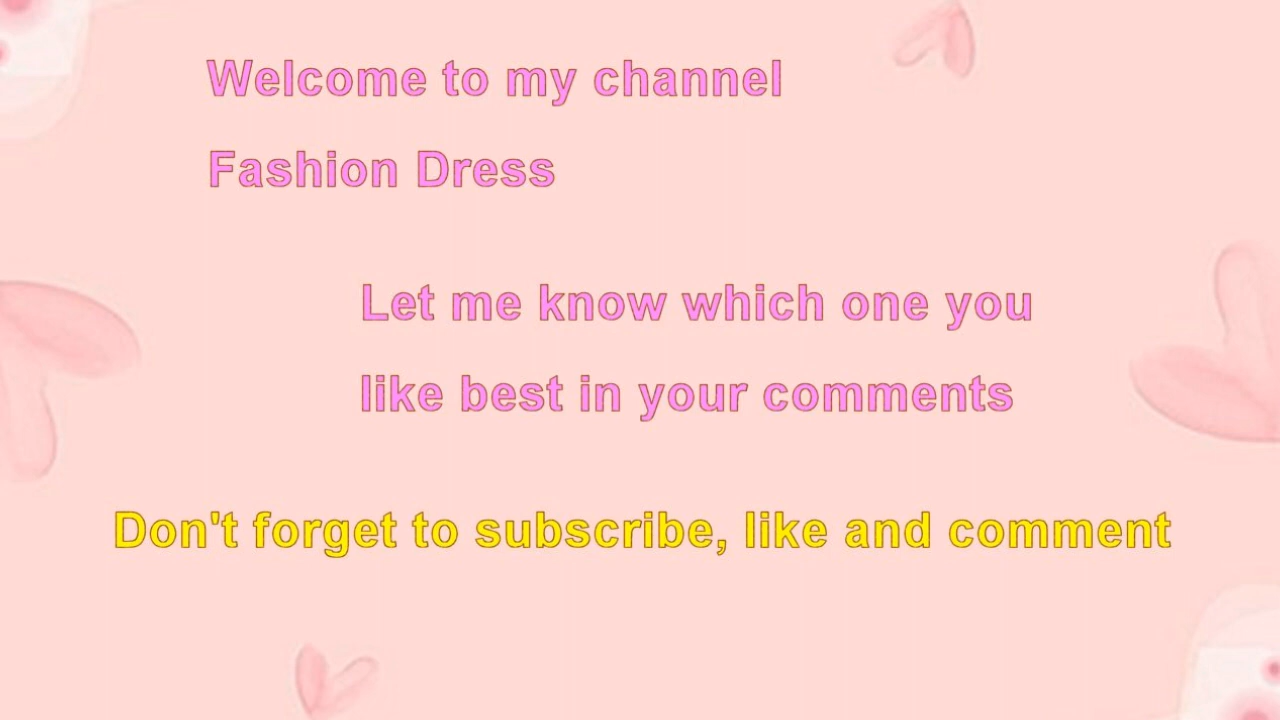 Welcome to my channel
Fashion Dress
Let me know which one you
like best in your comments
Don't forget to subscribe, like and comment